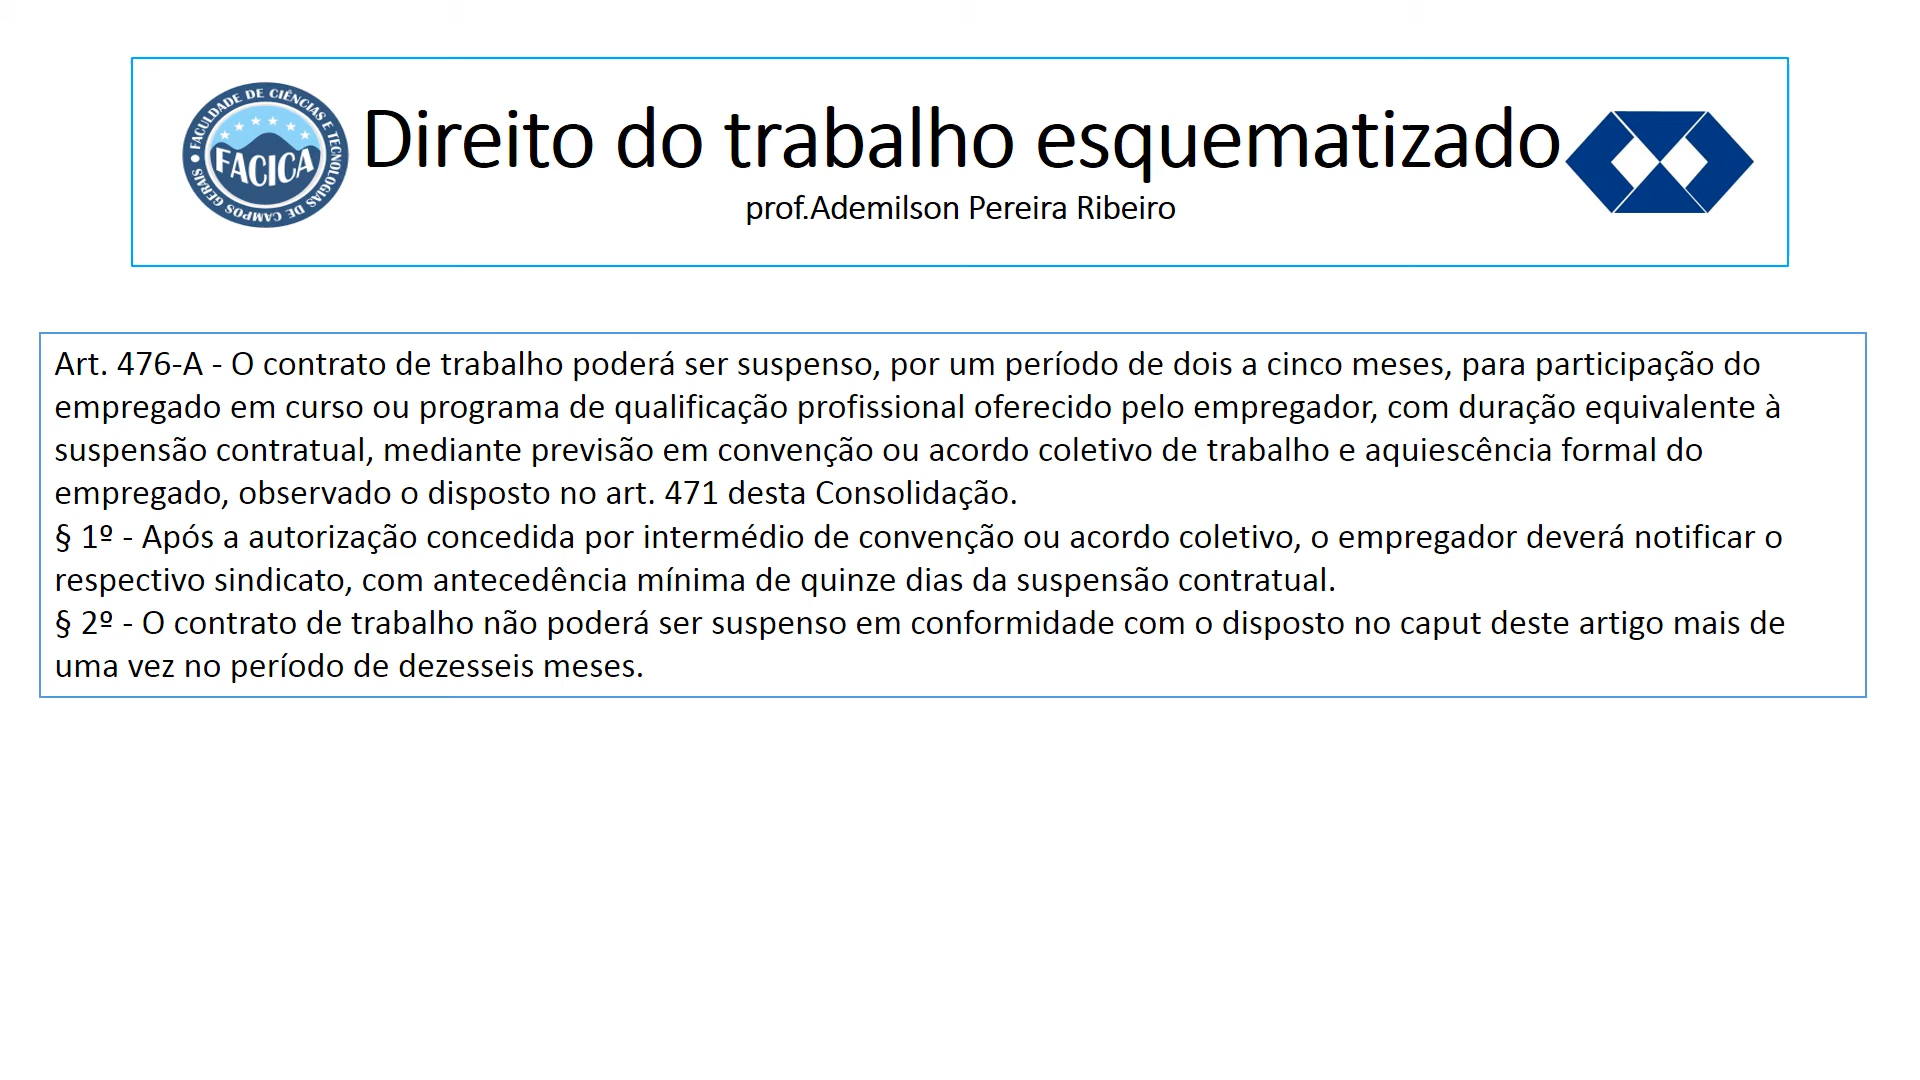 FACULDADE DE CIÊNCIAS E TECNOLOGIAS DE CAMPOS GERAIS
FACICA
Direito do trabalho esquematizado
prof.Ademilson Pereira Ribeiro
Art. 476-A - O contrato de trabalho poderá ser suspenso, por um período de dois a cinco meses, para participação do
empregado em curso ou programa de qualificação profissional oferecido pelo empregador, com duração equivalente à
suspensão contratual, mediante previsão em convenção ou acordo coletivo de trabalho e aquiescência formal do
empregado, observado o disposto no art. 471 desta Consolidação.
§ 1º - Após a autorização concedida por intermédio de convenção ou acordo coletivo, o empregador deverá notificar o
respectivo sindicato, com antecedência mínima de quinze dias da suspensão contratual.
§ 2º - O contrato de trabalho não poderá ser suspenso em conformidade com o disposto no caput deste artigo mais de
uma vez no período de dezesseis meses.